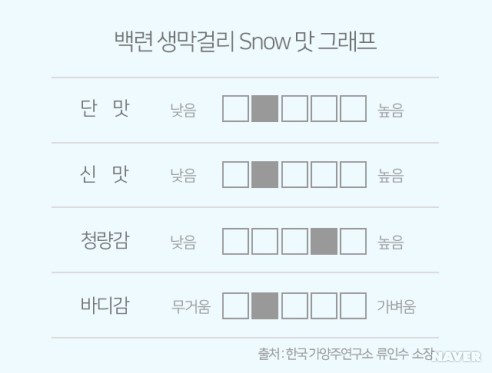 백련 생막걸리 Snow 맛 그래프
단 맛 낮음 높음
신 맛 낮음 높음
청량감 낮음 높음
바디감 무거움 가벼움
출처 : 한국가양주연구소 류인수 소장
NAVER